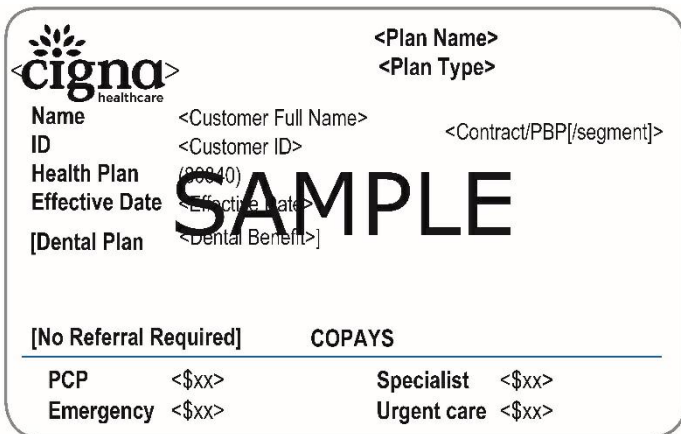 <Plan Name>
<Plan Type>
<cigna>
healthcare
Name <Customer Full Name>
<Contract/PBP[/segment]>
ID <Customer ID>
Health Plan (80840)
Effective Date <Effective Date>
SAMPLE
[Dental Plan <Dental Benefit>]
[No Referral Required] COPAYS
PCP <$xx> Specialist <$xx>
Emergency <$xx> Urgent care <$xx>